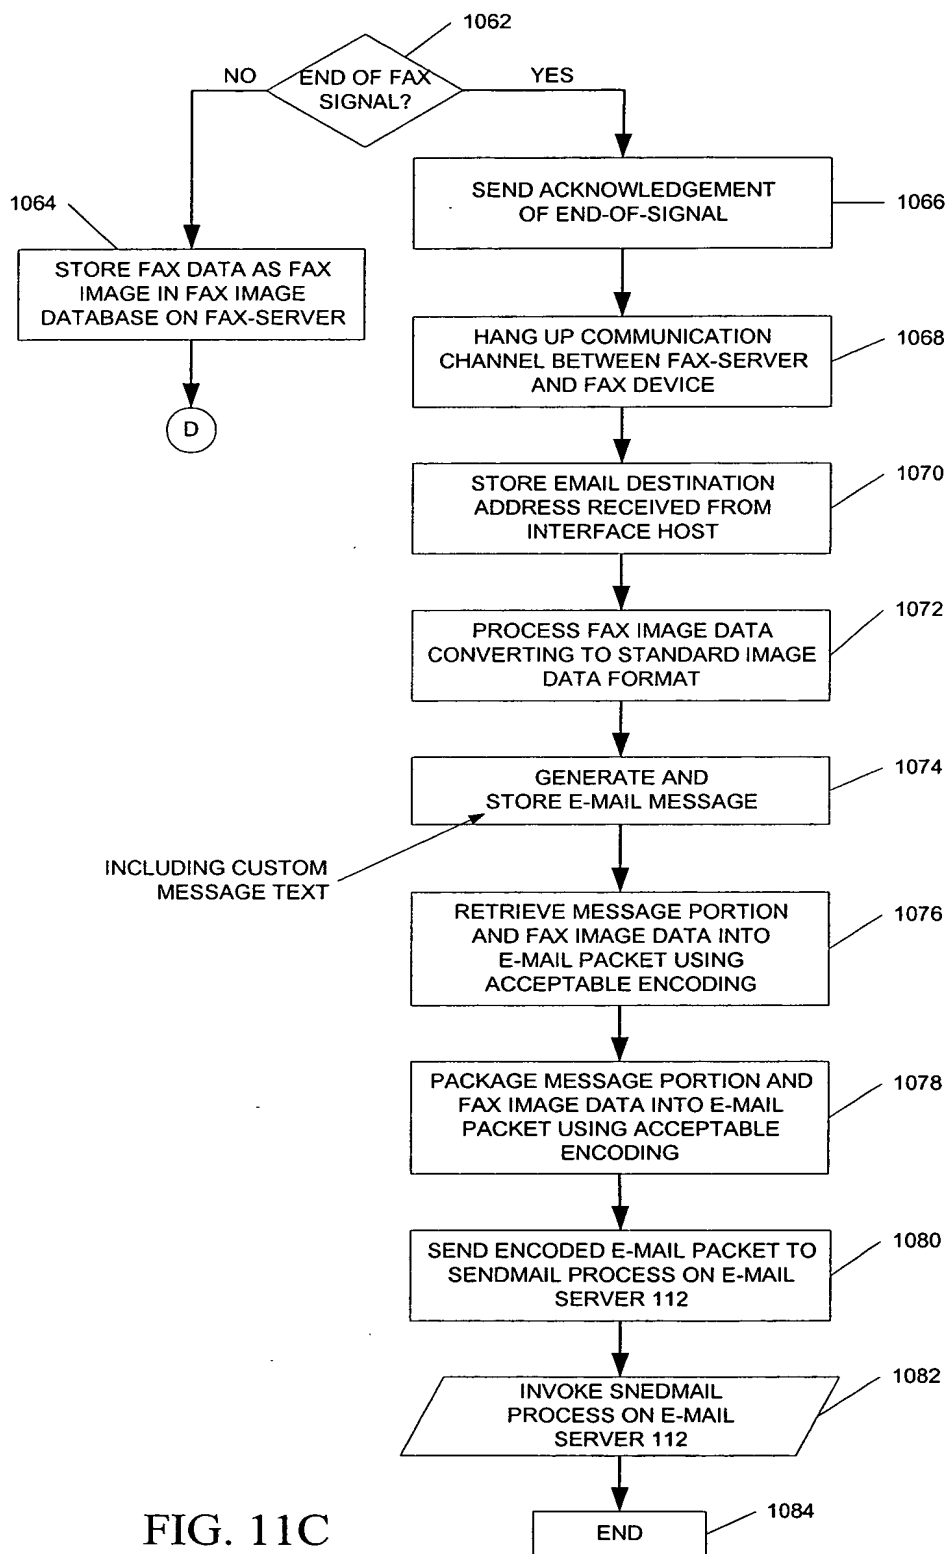 1062
END OF FAX
SIGNAL?
NO
YES
1064
STORE FAX DATA AS FAX
IMAGE IN FAX IMAGE
DATABASE ON FAX-SERVER
D
SEND ACKNOWLEDGEMENT
OF END-OF-SIGNAL
1066
HANG UP COMMUNICATION
CHANNEL BETWEEN FAX-SERVER
AND FAX DEVICE
1068
STORE EMAIL DESTINATION
ADDRESS RECEIVED FROM
INTERFACE HOST
1070
PROCESS FAX IMAGE DATA
CONVERTING TO STANDARD IMAGE
DATA FORMAT
1072
GENERATE AND
STORE E-MAIL MESSAGE
1074
INCLUDING CUSTOM
MESSAGE TEXT
RETRIEVE MESSAGE PORTION
AND FAX IMAGE DATA INTO
E-MAIL PACKET USING
ACCEPTABLE ENCODING
1076
PACKAGE MESSAGE PORTION AND
FAX IMAGE DATA INTO E-MAIL
PACKET USING ACCEPTABLE
ENCODING
1078
SEND ENCODED E-MAIL PACKET TO
SENDMAIL PROCESS ON E-MAIL
SERVER 112
1080
INVOKE SNEDMAIL
PROCESS ON E-MAIL
SERVER 112
1082
END
1084
FIG. 11C